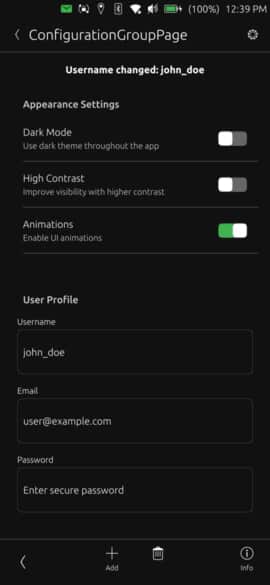 (100%) 12:39 PM
ConfigurationGroupPage
Username changed: john_doe
Appearance Settings
Dark Mode
Use dark theme throughout the app
High Contrast
Improve visibility with higher contrast
Animations
Enable UI animations
User Profile
Username
john_doe
Email
user@example.com
Password
Enter secure password
Add
Info